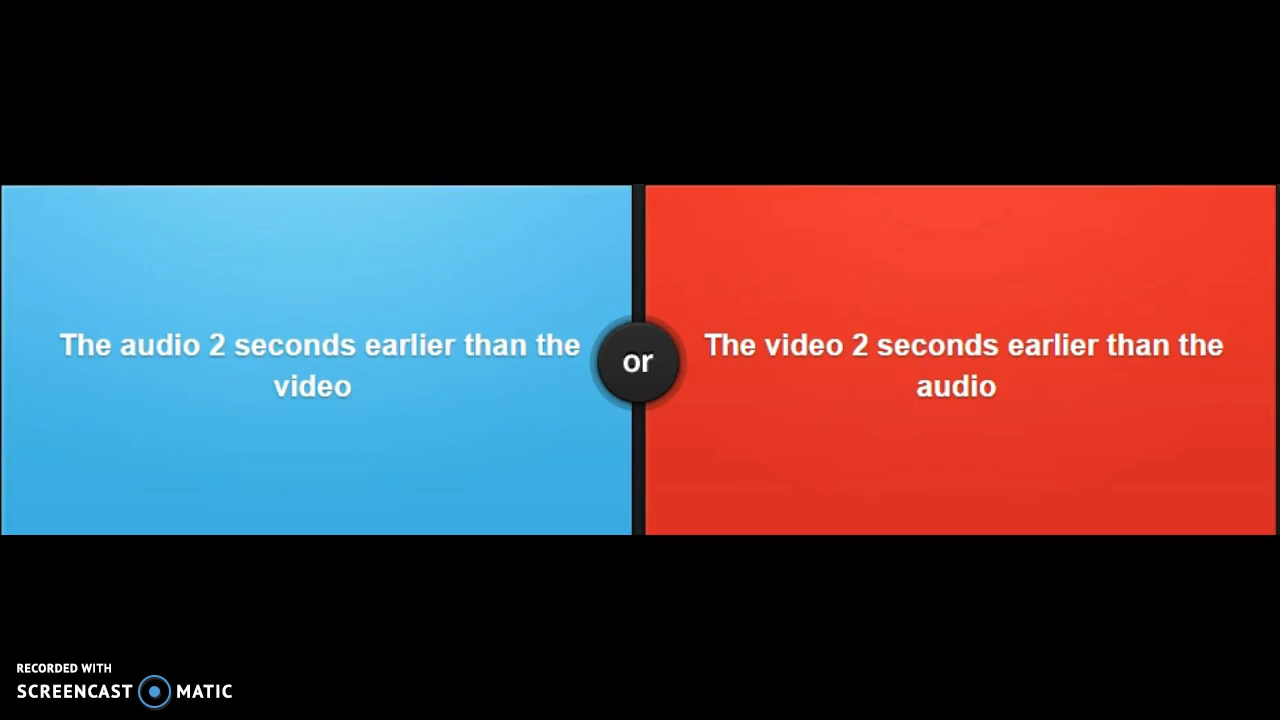 The audio 2 seconds earlier than the
video
or
The video 2 seconds earlier than the
audio
RECORDED WITH
SCREENCAST MATIC